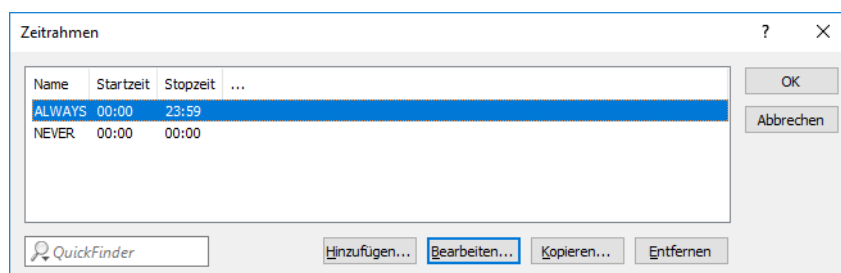 Zeitrahmen ?
Name Startzeit Stopzeit ...
OK
ALWAYS 00:00 23:59
NEVER 00:00 00:00
Abbrechen
QuickFinder Hinzufügen... Bearbeiten... Kopieren... Entfernen